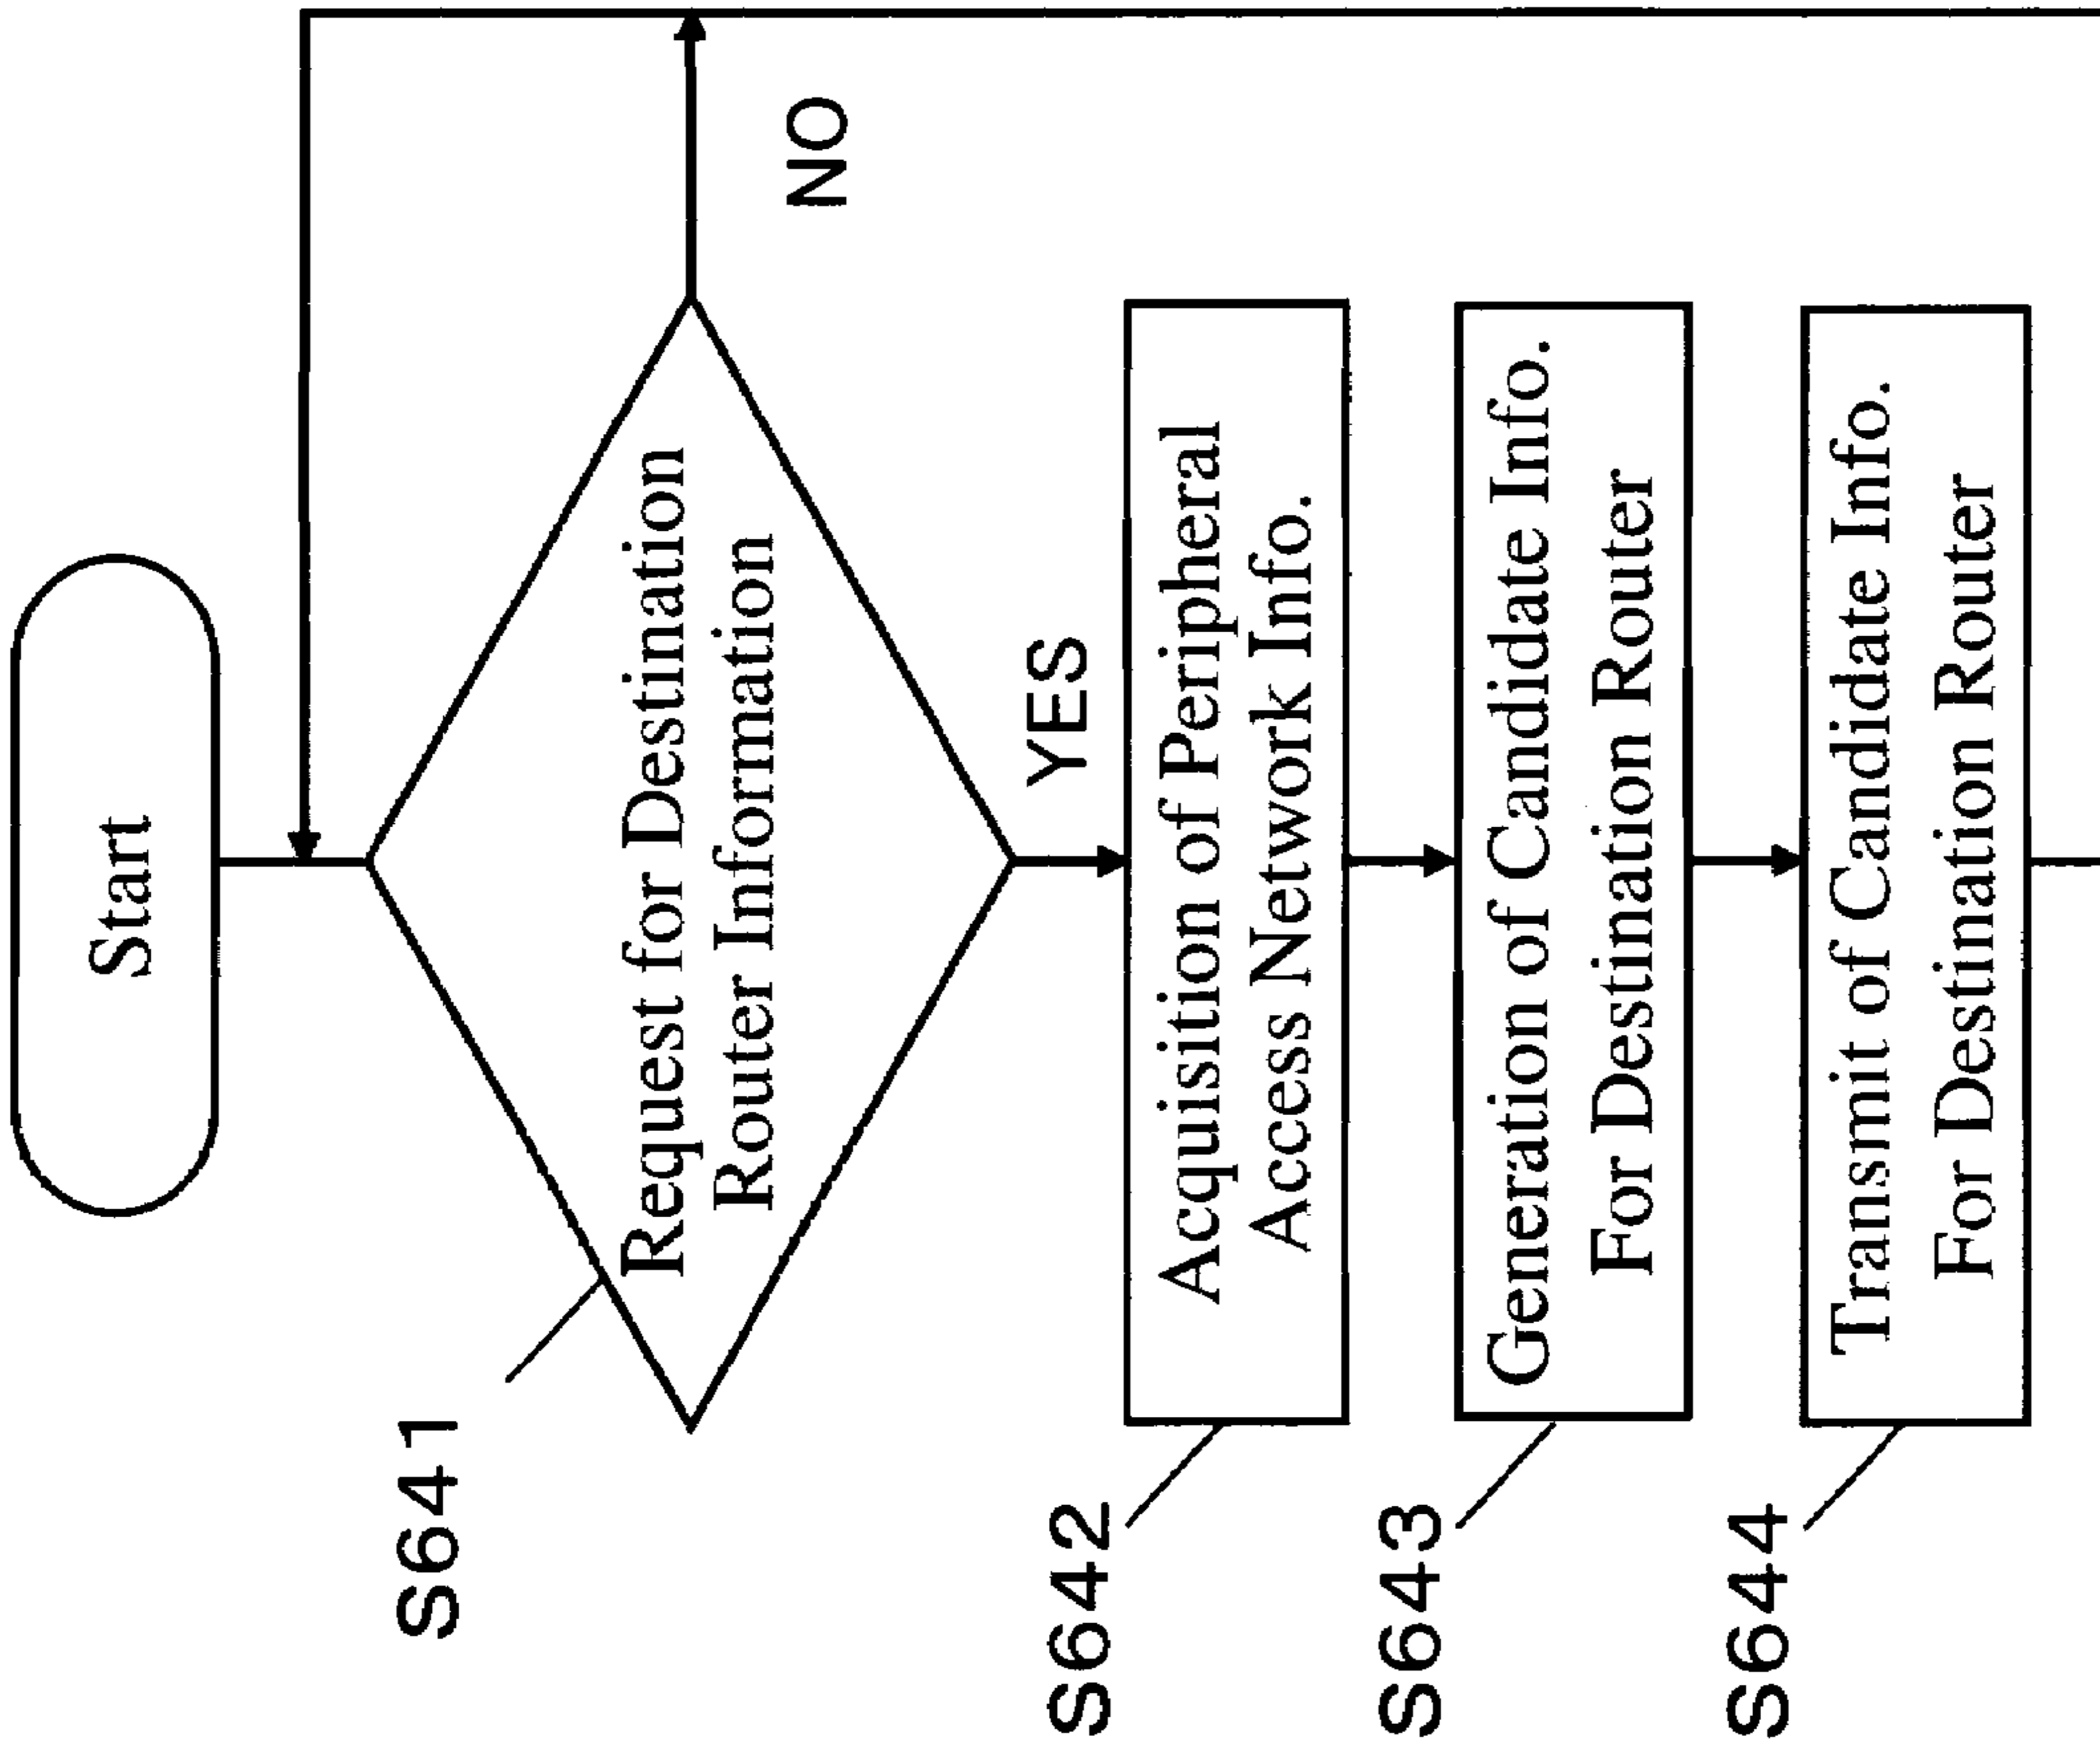 Start
S641
Request for Destination
Router Information
NO
YES
S642
Acquisition of Peripheral
Access Network Info.
S643
Generation of Candidate Info.
For Destination Router
S644
Transmit of Candidate Info.
For Destination Router